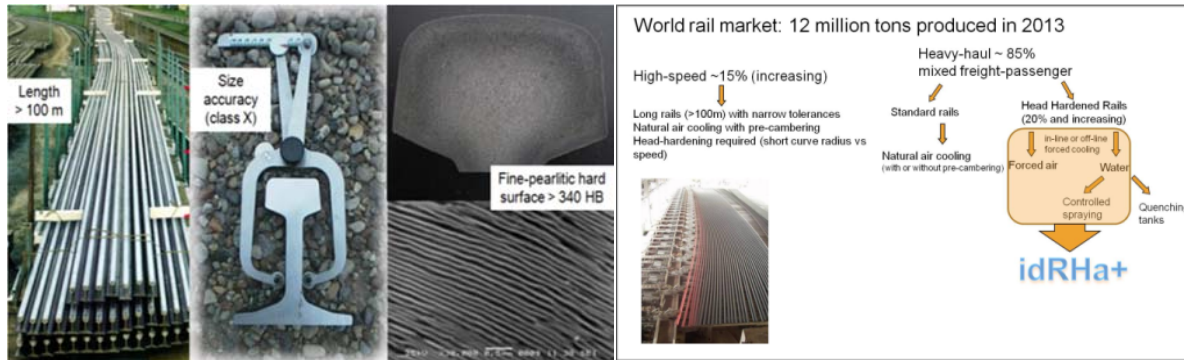 Length
> 100 m
Size
accuracy
(class X)
Fine-pearlitic hard
surface > 340 HB
World rail market: 12 million tons produced in 2013
High-speed ~15% (increasing)
Long rails (>100m) with narrow tolerances
Natural air cooling with pre-cambering
Head-hardening required (short curve radius vs
speed)
Heavy-haul ~ 85%
mixed freight-passenger
Standard rails
Natural air cooling
(with or without pre-cambering)
Head Hardened Rails
(20% and increasing)
in-line or off-line
forced cooling
Forced air
Water
Controlled
spraying
Quenching
tanks
idRHa+